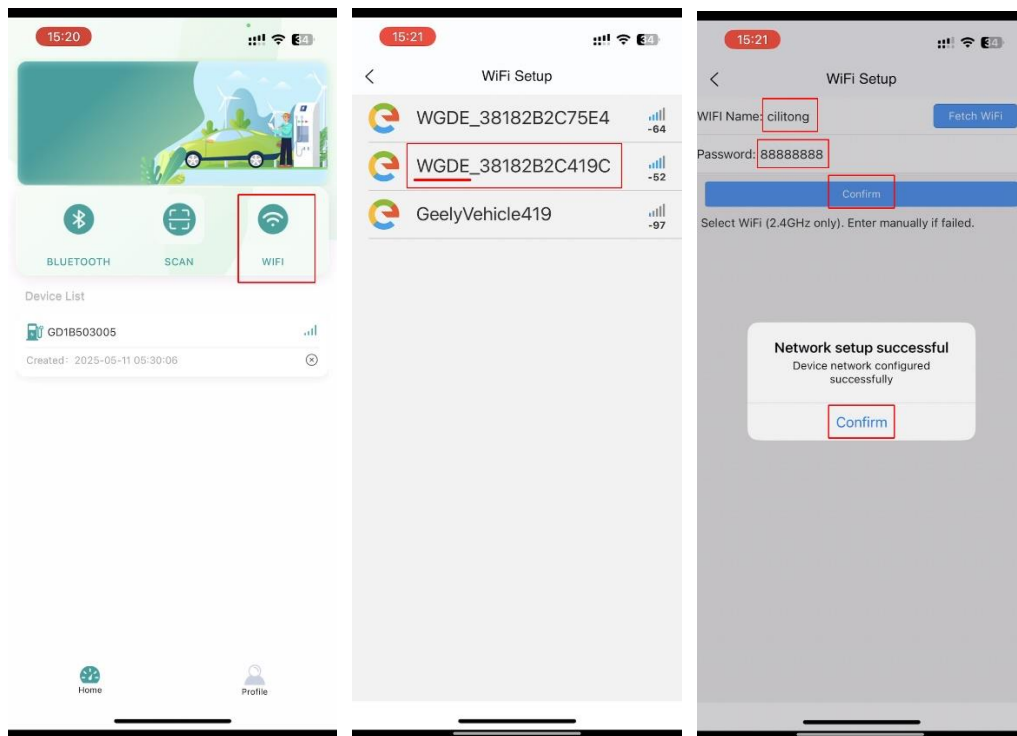 15:20
34
BLUETOOTH
SCAN
WIFI
Device List
GD1B503005
Created: 2025-05-11 05:30:06
Home
Profile
15:21
34
WiFi Setup
WGDE_38182B2C75E4
-64
WGDE_38182B2C419C
-52
GeelyVehicle419
-97
15:21
34
WiFi Setup
WIFI Name: cilitong
Fetch WiFi
Password: 88888888
Confirm
Select WiFi (2.4GHz only). Enter manually if failed.
Network setup successful
Device network configured
successfully
Confirm